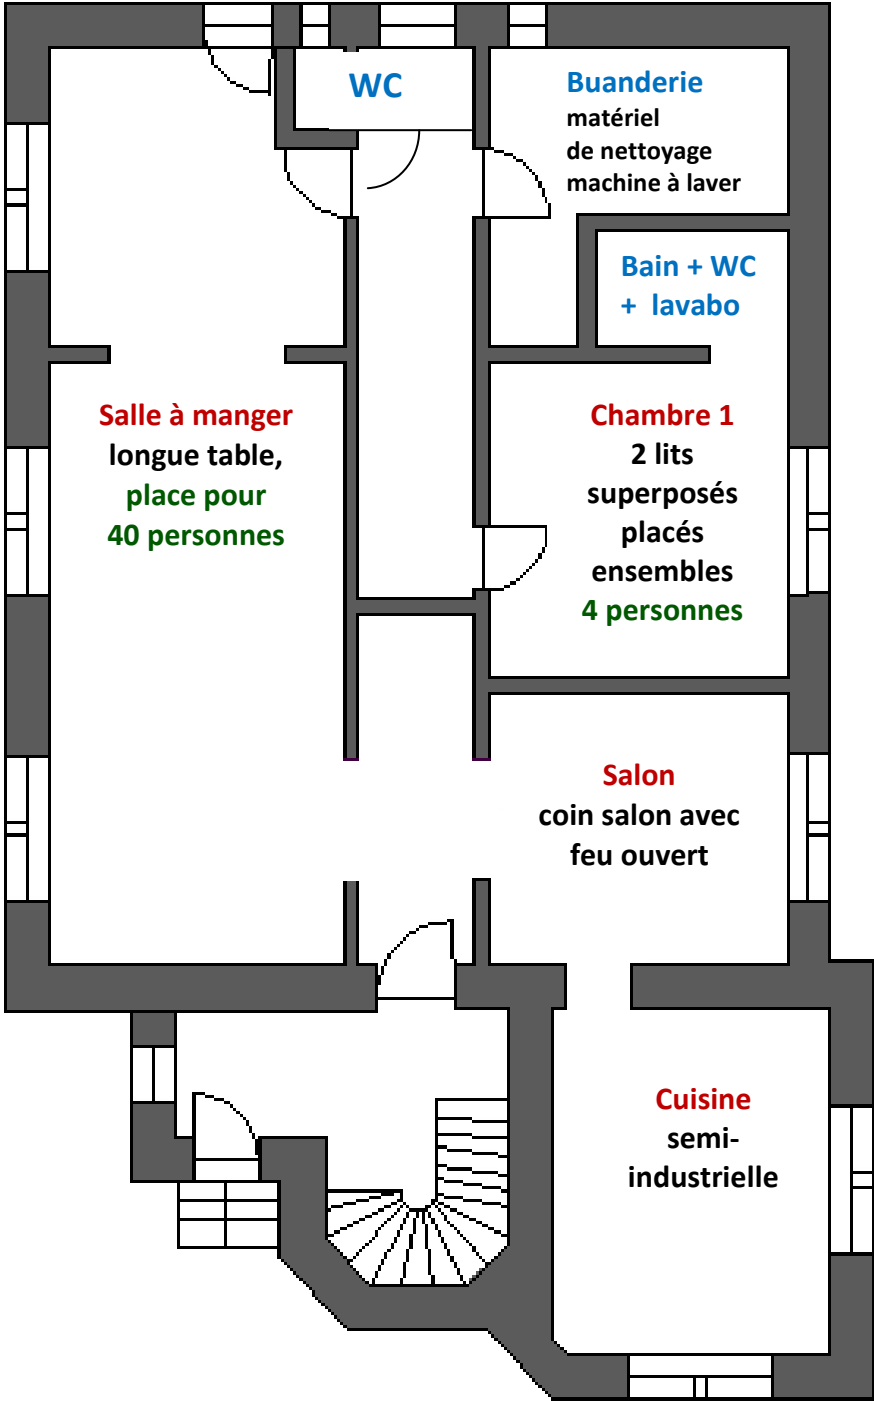 WC
Buanderie
matériel
de nettoyage
machine à laver
Bain + WC
+ lavabo
Salle à manger
longue table,
place pour
40 personnes
Chambre 1
2 lits
superposés
placés
ensembles
4 personnes
Salon
coin salon avec
feu ouvert
Cuisine
semi-
industrielle